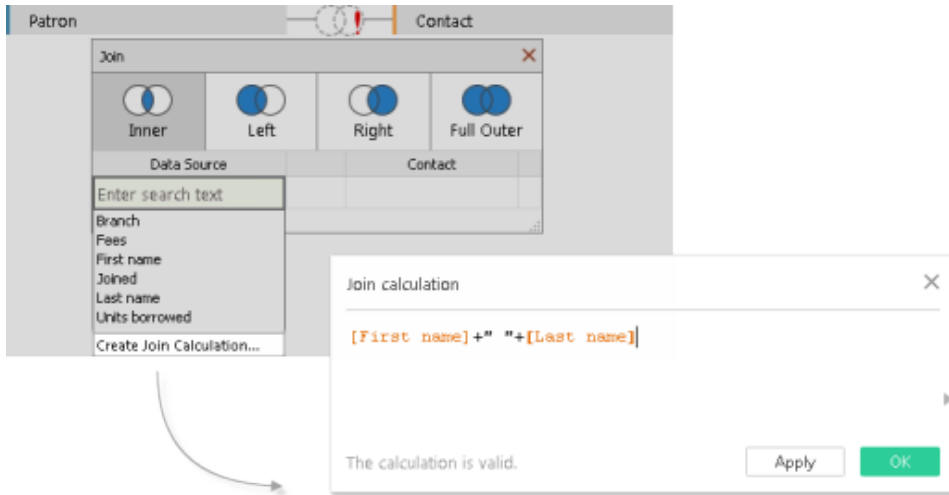 Patron
Contact
Join
Inner
Left
Right
Full Outer
Data Source
Contact
Enter search text
Branch
Fees
First name
Joined
Last name
Units borrowed
Create Join Calculation...
Join calculation
[First name]+" "+[Last name]
The calculation is valid.
Apply
OK